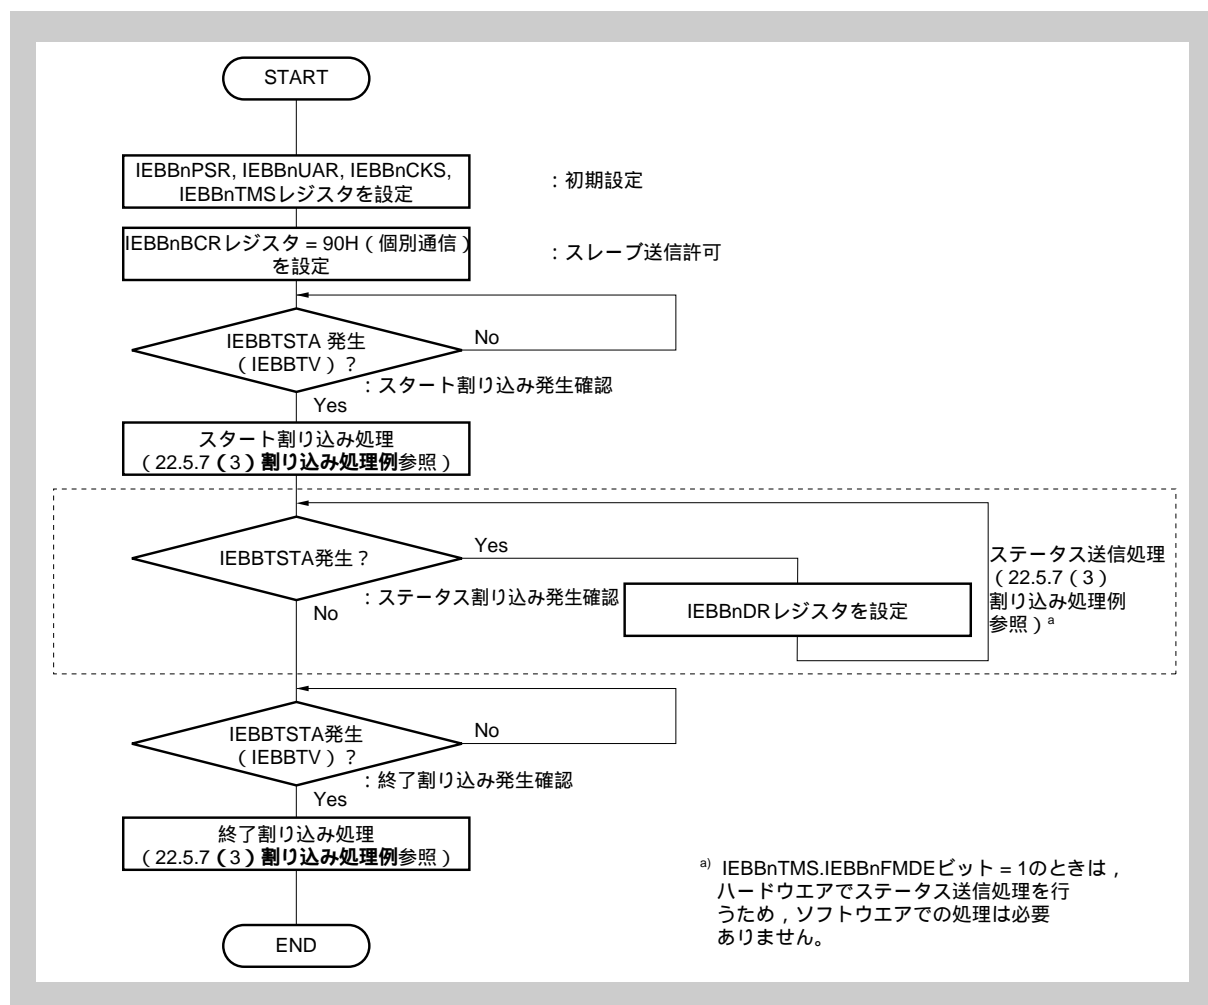 START
IEBBnPSR, IEBBnUAR, IEBBnCKS,
IEBBnTMSレジスタを設定
：初期設定
IEBBnBCRレジスタ = 90H（個別通信）
を設定
：スレーブ送信許可
IEBBTSTA 発生
（IEBBTV）？
No
：スタート割り込み発生確認
Yes
スタート割り込み処理
（22.5.7（3）割り込み処理例参照）
IEBBTSTA発生？
Yes
：ステータス割り込み発生確認
No
IEBBnDRレジスタを設定
ステータス送信処理
（22.5.7（3）
割り込み処理例
参照）a
IEBBTSTA発生
（IEBBTV）？
No
：終了割り込み発生確認
Yes
終了割り込み処理
（22.5.7（3）割り込み処理例参照）
END
a) IEBBnTMS.IEBBnFMDEビット = 1のときは，
ハードウエアでステータス送信処理を行
うため，ソフトウエアでの処理は必要
ありません。